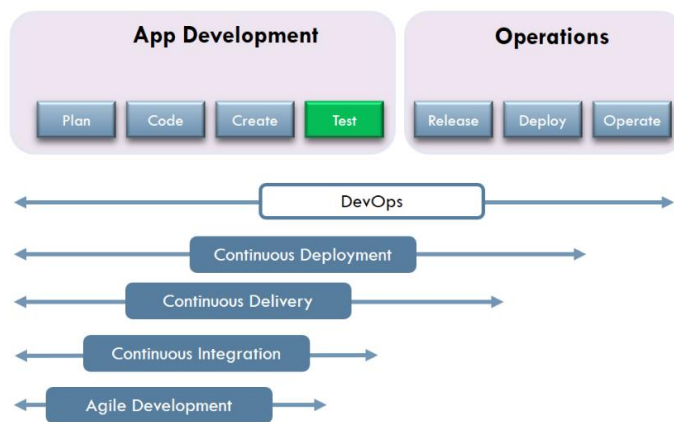 App Development
Operations
Plan
Code
Create
Test
Release
Deploy
Operate
DevOps
Continuous Deployment
Continuous Delivery
Continuous Integration
Agile Development